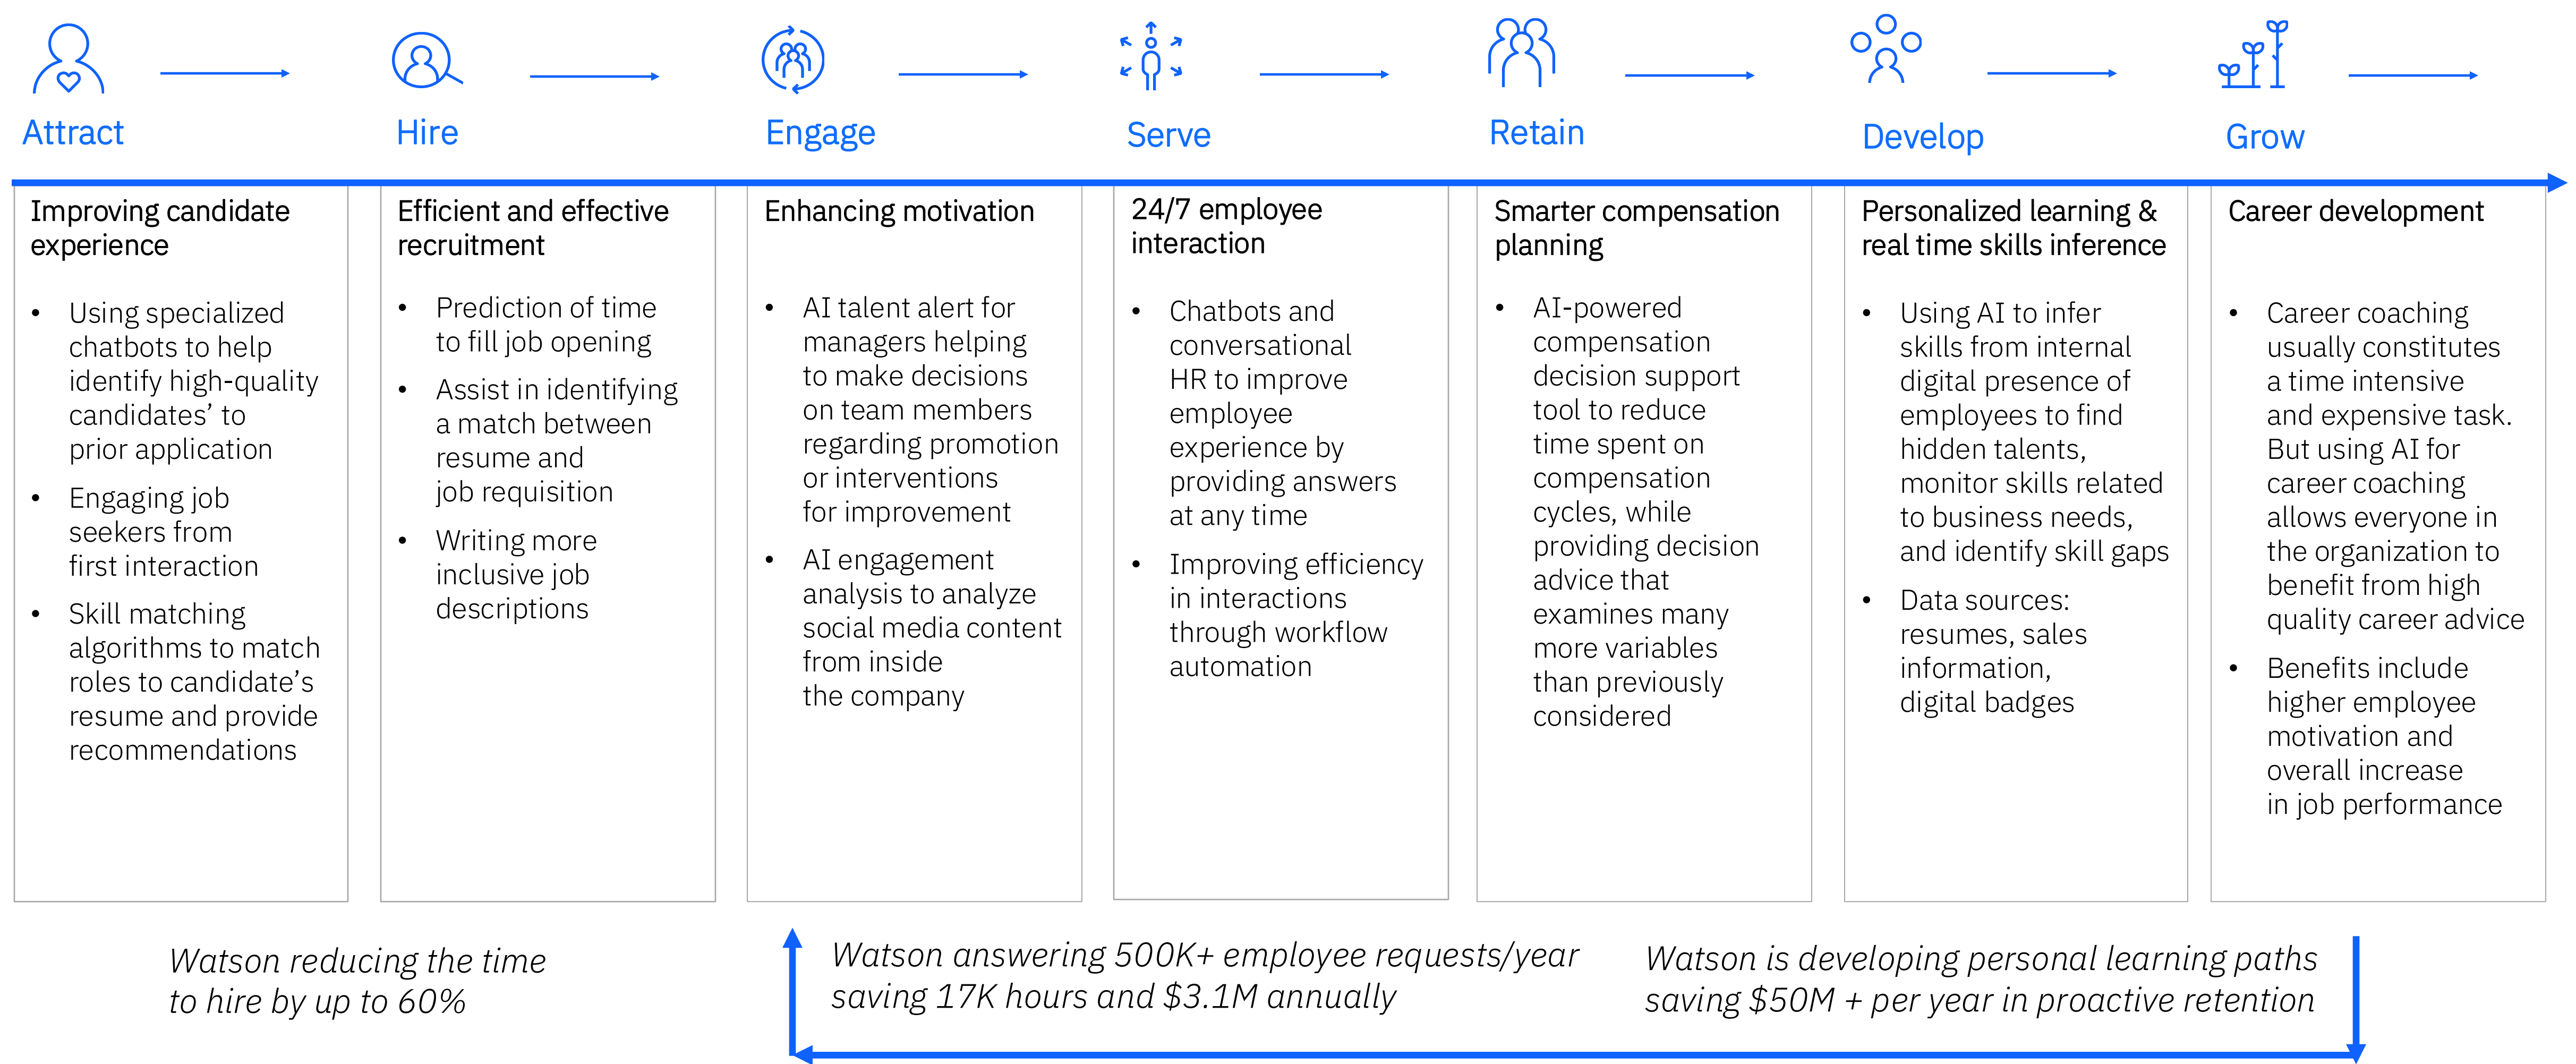 Attract
Hire
Engage
Serve
Retain
Develop
Grow
Improving candidate
experience
• Using specialized
chatbots to help
identify high-quality
candidates’ to
prior application
• Engaging job
seekers from
first interaction
• Skill matching
algorithms to match
roles to candidate’s
resume and provide
recommendations
Efficient and effective
recruitment
• Prediction of time
to fill job opening
• Assist in identifying
a match between
resume and
job requisition
• Writing more
inclusive job
descriptions
Enhancing motivation
• AI talent alert for
managers helping
to make decisions
on team members
regarding promotion
or interventions
for improvement
• AI engagement
analysis to analyze
social media content
from inside
the company
24/7 employee
interaction
• Chatbots and
conversational
HR to improve
employee
experience by
providing answers
at any time
• Improving efficiency
in interactions
through workflow
automation
Smarter compensation
planning
• AI-powered
compensation
decision support
tool to reduce
time spent on
compensation
cycles, while
providing decision
advice that
examines many
more variables
than previously
considered
Personalized learning &
real time skills inference
• Using AI to infer
skills from internal
digital presence of
employees to find
hidden talents,
monitor skills related
to business needs,
and identify skill gaps
• Data sources:
resumes, sales
information,
digital badges
Career development
• Career coaching
usually constitutes
a time intensive
and expensive task.
But using AI for
career coaching
allows everyone in
the organization to
benefit from high
quality career advice
• Benefits include
higher employee
motivation and
overall increase
in job performance
Watson reducing the time
to hire by up to 60%
Watson answering 500K+ employee requests/year
saving 17K hours and $3.1M annually
Watson is developing personal learning paths
saving $50M + per year in proactive retention